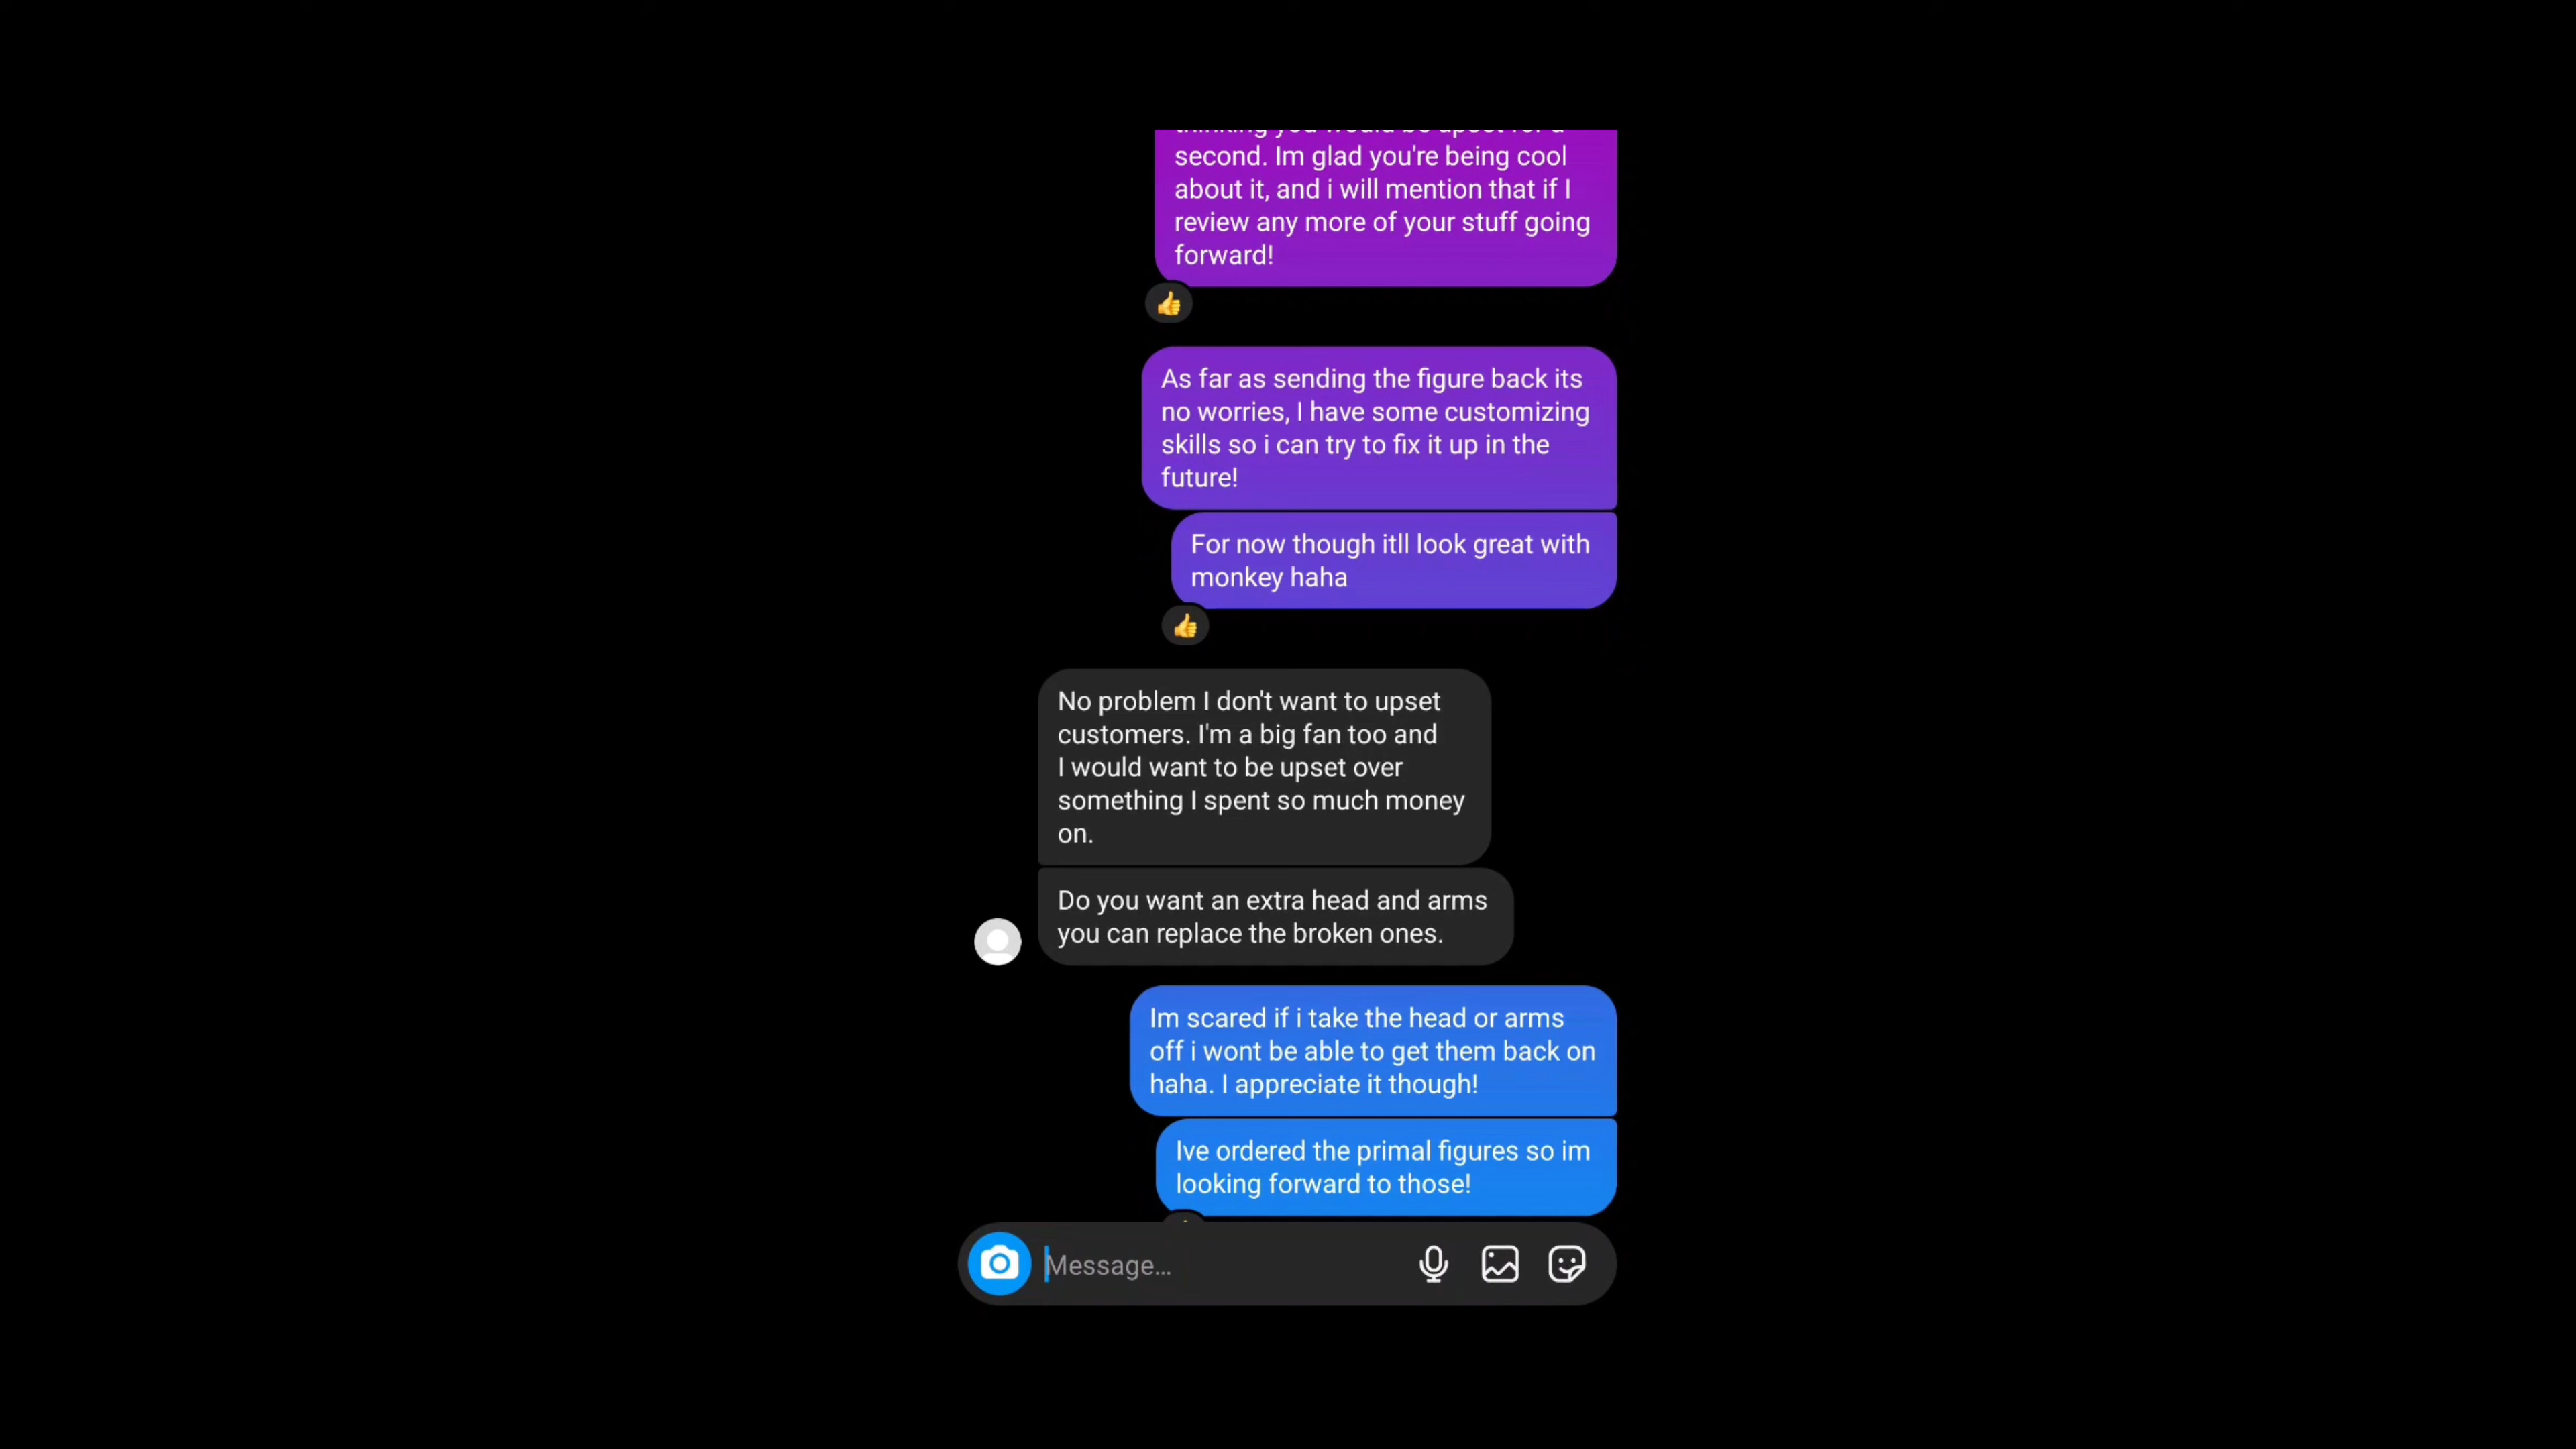 second. Im glad you're being cool
about it, and i will mention that if I
review any more of your stuff going
forward!
As far as sending the figure back its
no worries, I have some customizing
skills so i can try to fix it up in the
future!
For now though itll look great with
monkey haha
No problem I don't want to upset
customers. I'm a big fan too and
I would want to be upset over
something I spent so much money
on.
Do you want an extra head and arms
you can replace the broken ones.
Im scared if i take the head or arms
off i wont be able to get them back on
haha. I appreciate it though!
Ive ordered the primal figures so im
looking forward to those!
Message...